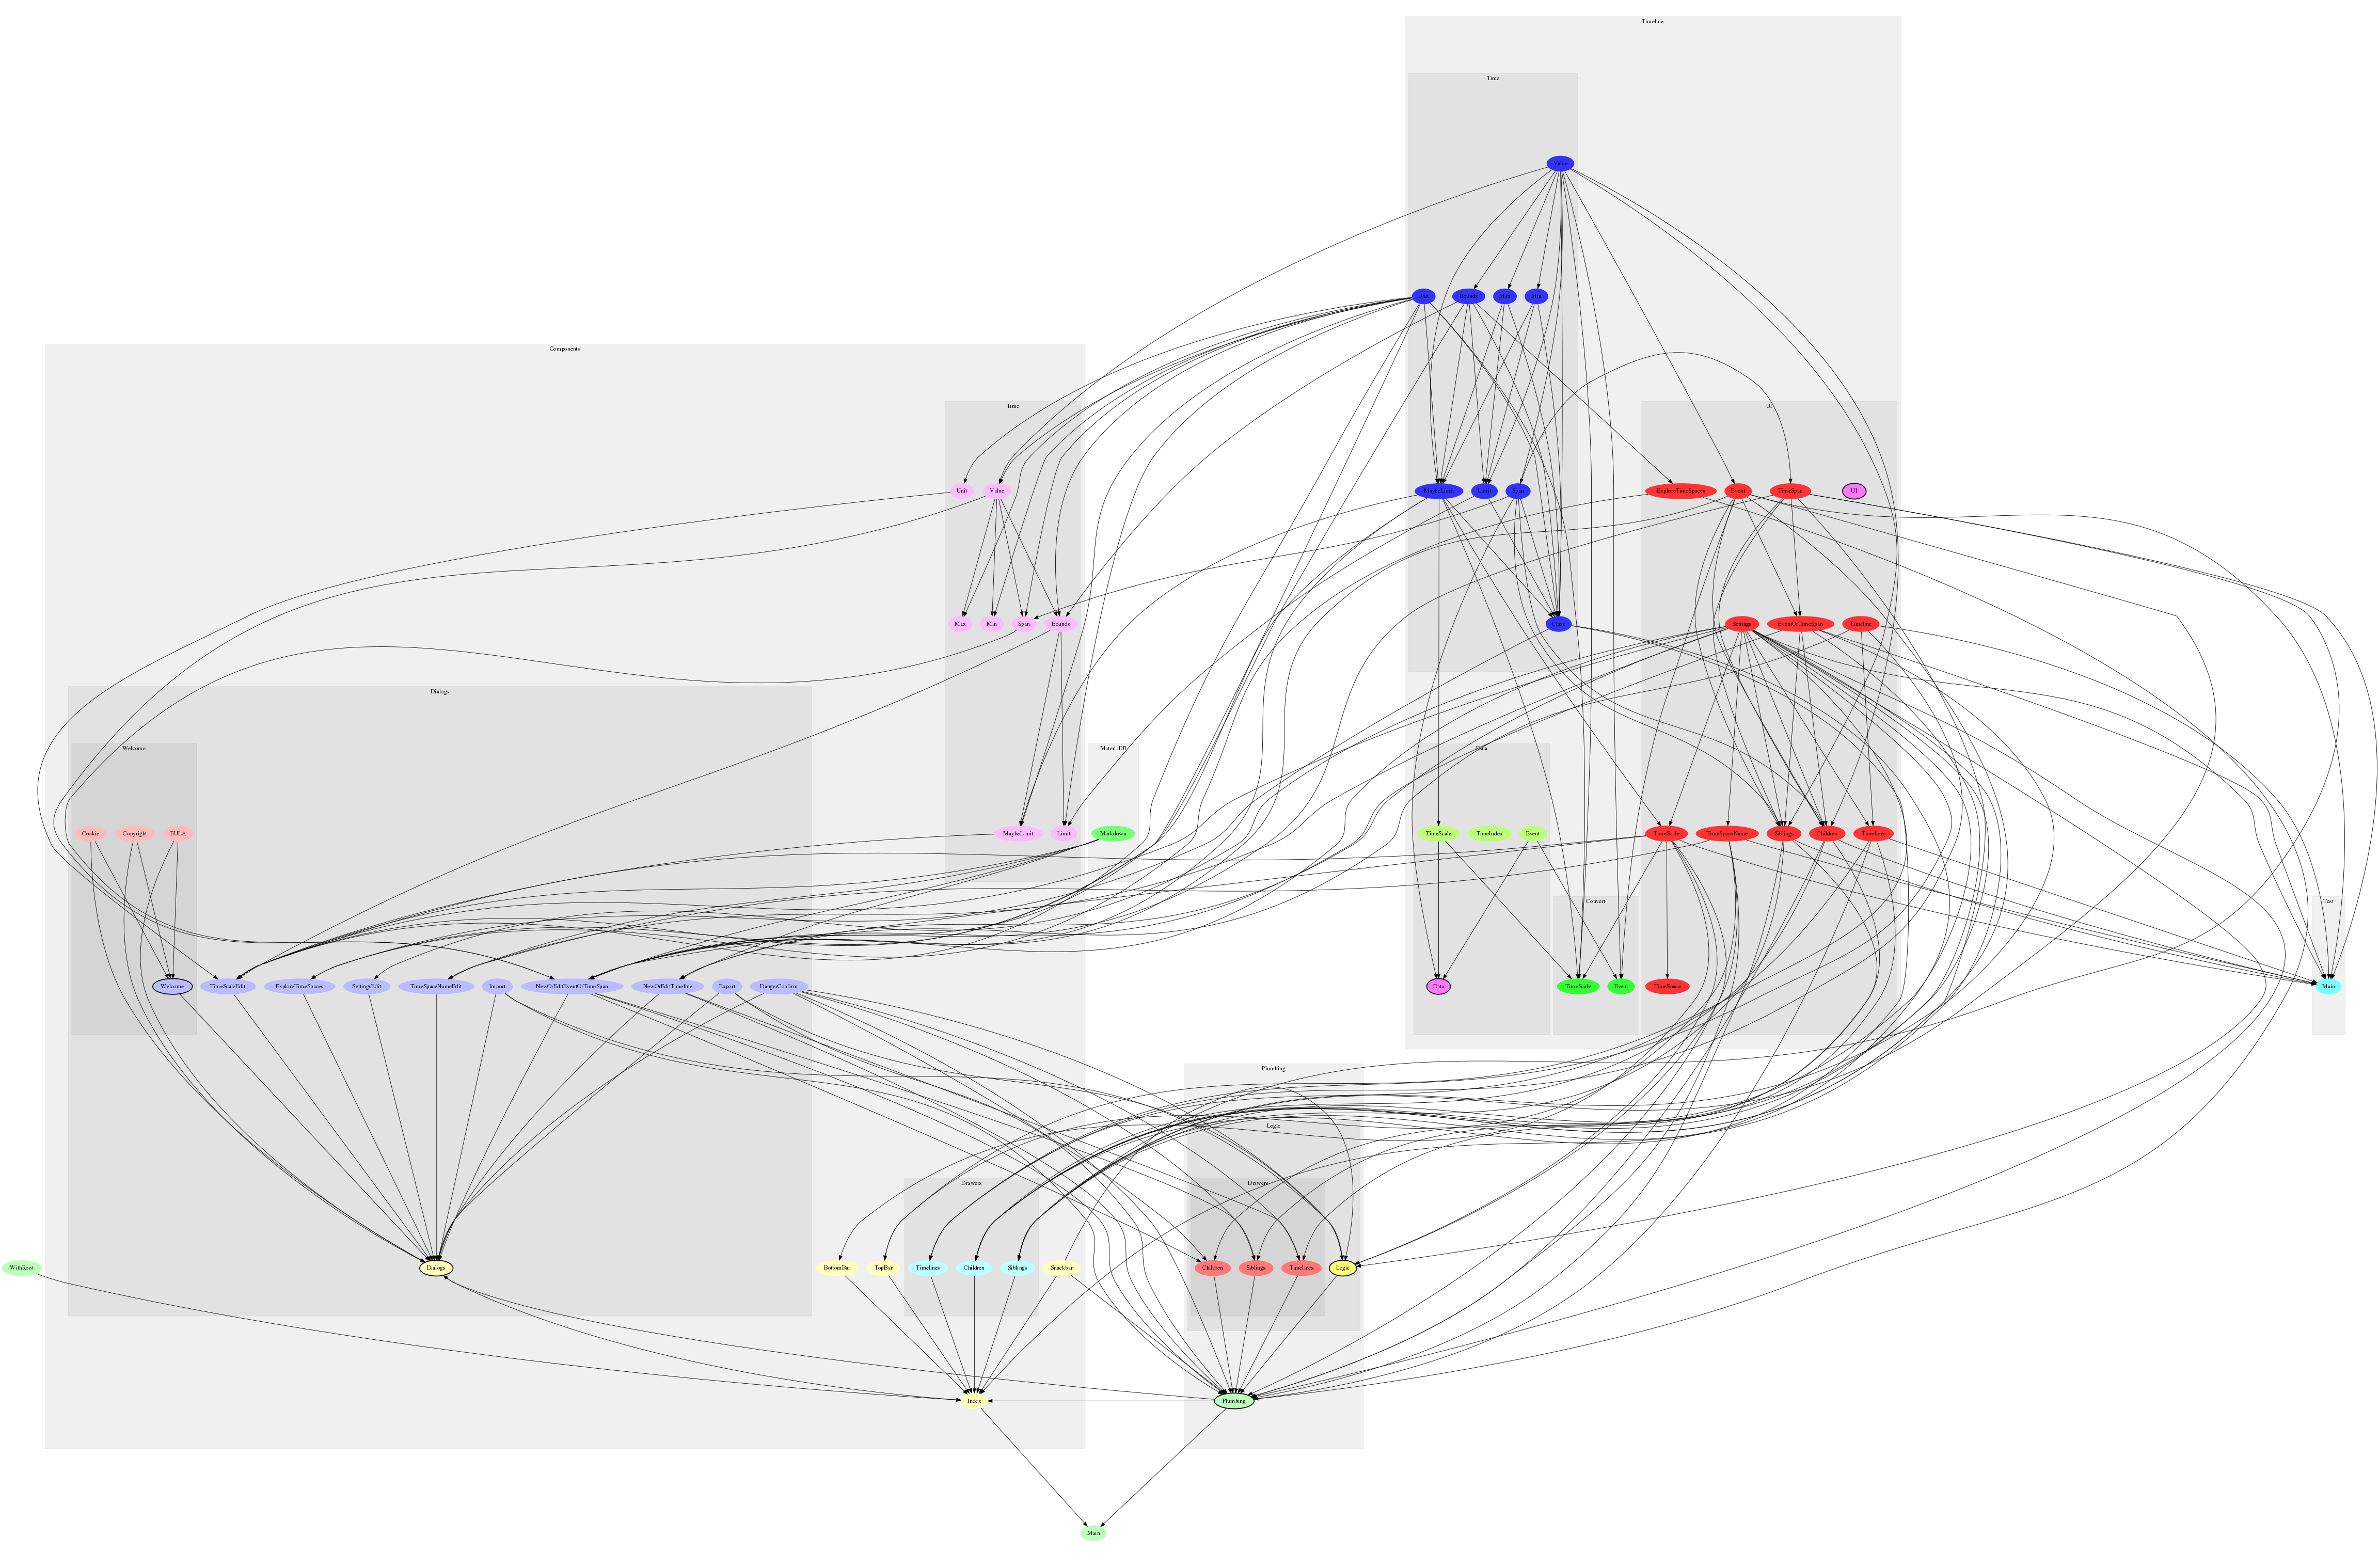 Timeline
Time
Value
Unit
Bounds
Max
Min
Components
Time
UI
Unit
Value
MaybeLimit
Limit
Span
ExploreTimeSpaces
Event
TimeSpan
UI
Max
Min
Span
Bounds
Class
Settings
EventOrTimeSpan
Timeline
Dialogs
Welcome
MaterialUI
Data
Cookie
Copyright
EULA
MaybeLimit
Limit
Markdown
TimeScale
TimeIndex
Event
TimeScale
TimeSpaceName
Siblings
Children
Timelines
Convert
Test
Welcome
TimeScaleEdit
ExploreTimeSpaces
SettingsEdit
TimeSpaceNameEdit
Import
NewOrEditEventOrTimeSpan
NewOrEditTimeline
Export
DangerConfirm
Data
TimeScale
Event
TimeSpace
Main
Plumbing
Logic
Drawers
Drawers
WithRoot
Dialogs
BottomBar
TopBar
Timelines
Children
Siblings
Snackbar
Children
Siblings
Timelines
Logic
Index
Plumbing
Main